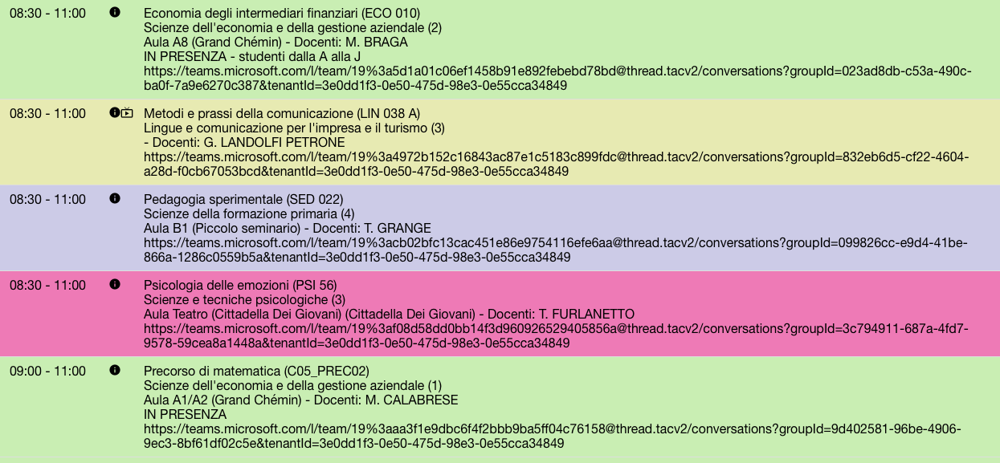 08:30 - 11:00
Economia degli intermediari finanziari (ECO 010)
Scienze dell'economia e della gestione aziendale (2)
Aula A8 (Grand Chémin) - Docenti: M. BRAGA
IN PRESENZA - studenti dalla A alla J
https://teams.microsoft.com/l/team/19%3a5d1a01c06ef1458b91e892febebd78bd@thread.tacv2/conversations?groupId=023ad8db-c53a-490c-
ba0f-7a9e6270c387&tenantId=3e0dd1f3-0e50-475d-98e3-0e55cca34849
08:30 - 11:00
Metodi e prassi della comunicazione (LIN 038 A)
Lingue e comunicazione per l'impresa e il turismo (3)
- Docenti: G. LANDOLFI PETRONE
https://teams.microsoft.com/l/team/19%3a4972b152c16843ac87e1c5183c899fdc@thread.tacv2/conversations?groupId=832eb6d5-cf22-4604-
a28d-f0cb67053bcd&tenantId=3e0dd1f3-0e50-475d-98e3-0e55cca34849
08:30 - 11:00
Pedagogia sperimentale (SED 022)
Scienze della formazione primaria (4)
Aula B1 (Piccolo seminario) - Docenti: T. GRANGE
https://teams.microsoft.com/l/team/19%3acb02bfc13cac451e86e9754116efe6aa@thread.tacv2/conversations?groupId=099826cc-e9d4-41be-
866a-1286c0559b5a&tenantId=3e0dd1f3-0e50-475d-98e3-0e55cca34849
08:30 - 11:00
Psicologia delle emozioni (PSI 56)
Scienze e tecniche psicologiche (3)
Aula Teatro (Cittadella Dei Giovani) (Cittadella Dei Giovani) - Docenti: T. FURLANETTO
https://teams.microsoft.com/l/team/19%3af08d58dd0bb14f3d960926529405856a@thread.tacv2/conversations?groupId=3c794911-687a-4fd7-
9578-59cea8a1448a&tenantId=3e0dd1f3-0e50-475d-98e3-0e55cca34849
09:00 - 11:00
Precorso di matematica (C05_PREC02)
Scienze dell'economia e della gestione aziendale (1)
Aula A1/A2 (Grand Chémin) - Docenti: M. CALABRESE
IN PRESENZA
https://teams.microsoft.com/l/team/19%3aaa3f1e9dbc6f4f2bbb9ba5ff04c76158@thread.tacv2/conversations?groupId=9d402581-96be-4906-
9ec3-8bf61df02c5e&tenantId=3e0dd1f3-0e50-475d-98e3-0e55cca34849